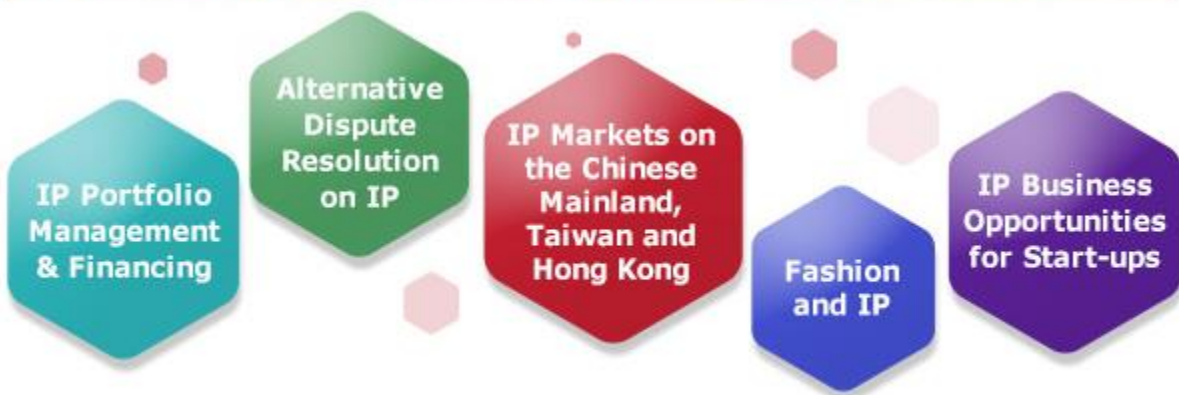 IP Portfolio
Management
& Financing
Alternative
Dispute
Resolution
on IP
IP Markets on
the Chinese
Mainland,
Taiwan and
Hong Kong
Fashion
and IP
IP Business
Opportunities
for Start-ups